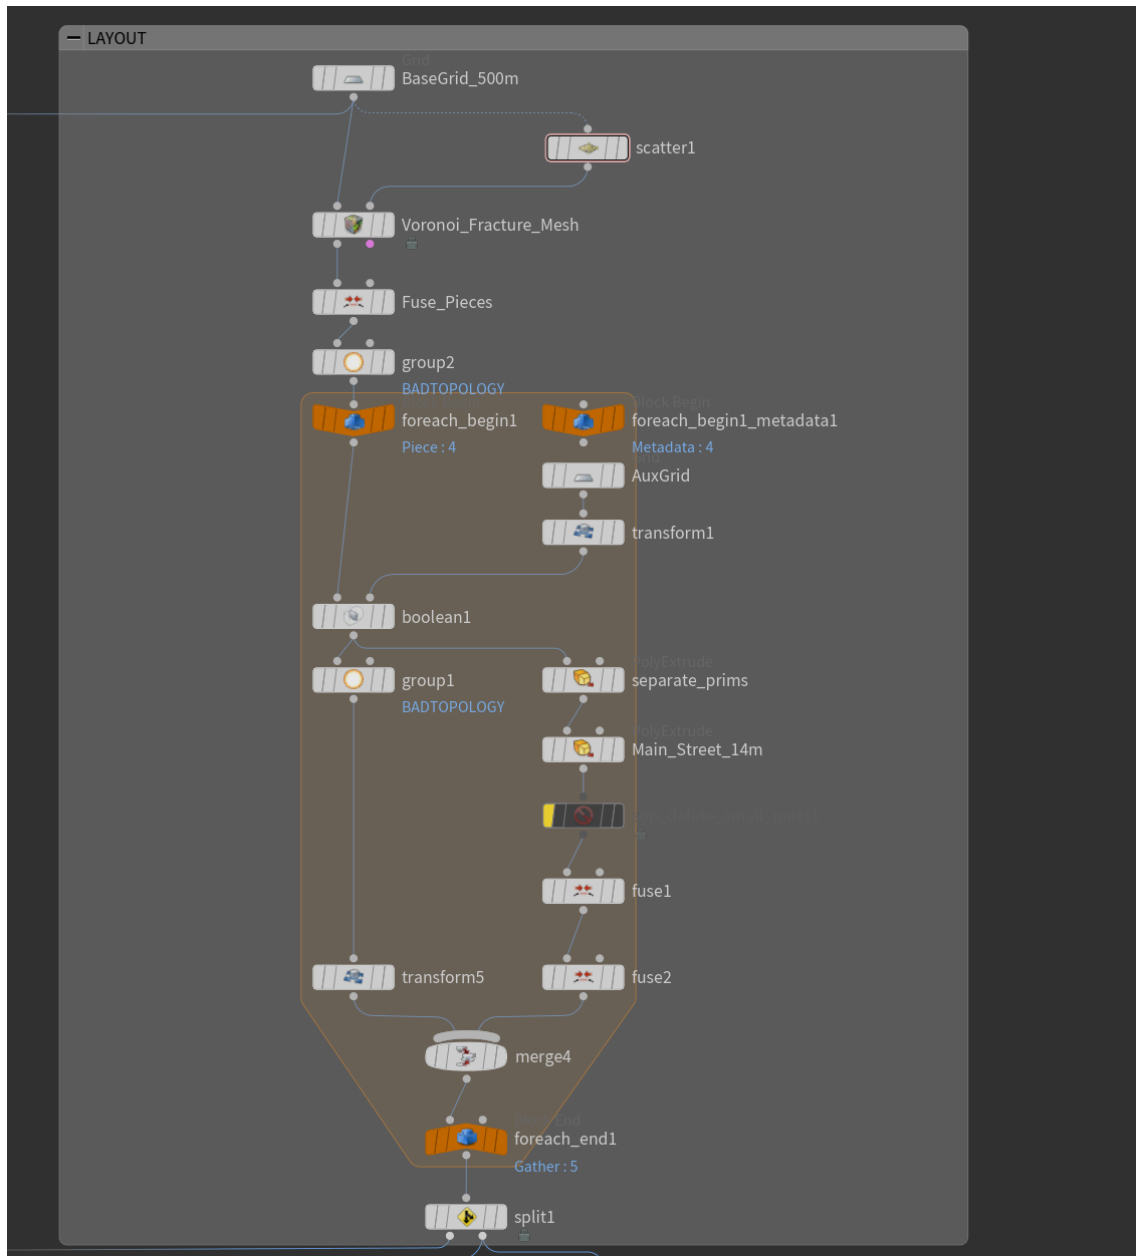 LAYOUT
Grid
BaseGrid_500m
scatter1
Voronoi_Fracture_Mesh
Fuse_Pieces
group2
BADTOPOLOGY
Block Begin
foreach_begin1
foreach_begin1_metadata1
Piece : 4
Metadata : 4
AuxGrid
transform1
boolean1
PolyExtrude
group1
separate_prims
BADTOPOLOGY
PolyExtrude
Main_Street_14m
fuse1
transform5
fuse2
merge4
Block End
foreach_end1
Gather : 5
split1